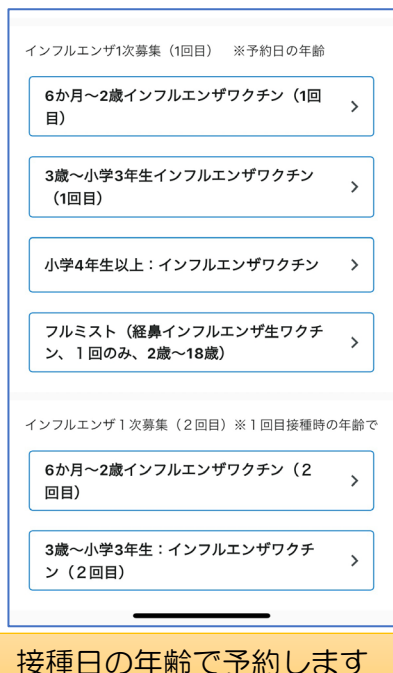 インフルエンザ1次募集（1回目）　※予約日の年齢
6か月～2歳インフルエンザワクチン（1回
目）
3歳～小学3年生インフルエンザワクチン
（1回目）
小学4年生以上：インフルエンザワクチン
フルミスト（経鼻インフルエンザ生ワクチ
ン、１回のみ、2歳～18歳）
インフルエンザ１次募集（２回目）※１回目接種時の年齢で
6か月～2歳インフルエンザワクチン（２
回目）
3歳～小学3年生：インフルエンザワクチ
ン（２回目）
接種日の年齢で予約します